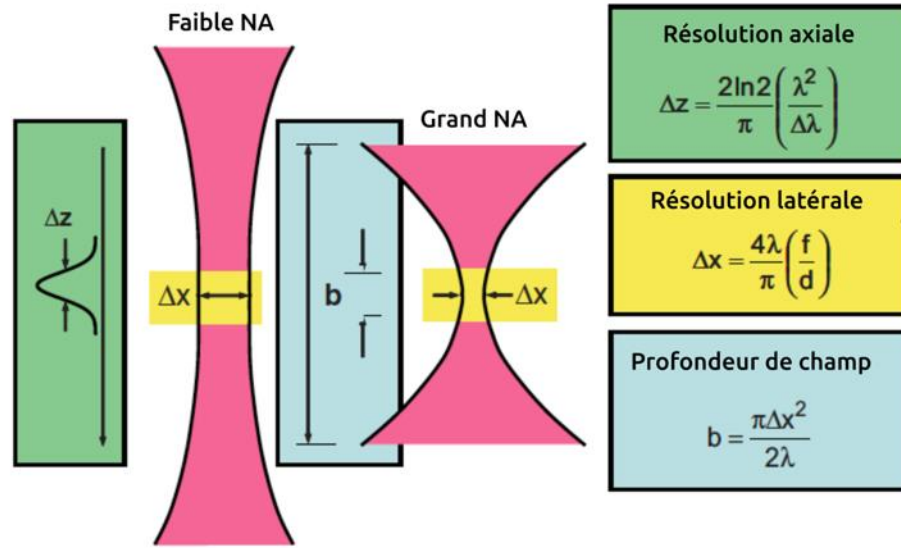 Faible NA
Δz
Δx
b
Grand NA
Δx
Résolution axiale
Δz = 2ln2/π (λ²/Δλ)
Résolution latérale
Δx = 4λ/π (f/d)
Profondeur de champ
b = πΔx²/2λ